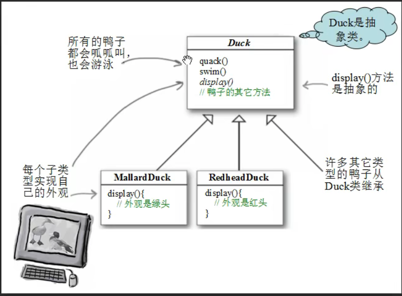 所有的鸭子
都会呱呱叫,
也会游泳
Duck
quack()
swim()
display()
// 鸭子的其它方法
Duck是抽
象类。
display()方法
是抽象的
每个子类
型实现自
己的外观
MallardDuck
display(){
// 外观是绿头
}
RedheadDuck
display(){
// 外观是红头
}
许多其它类
型的鸭子从
Duck类继承